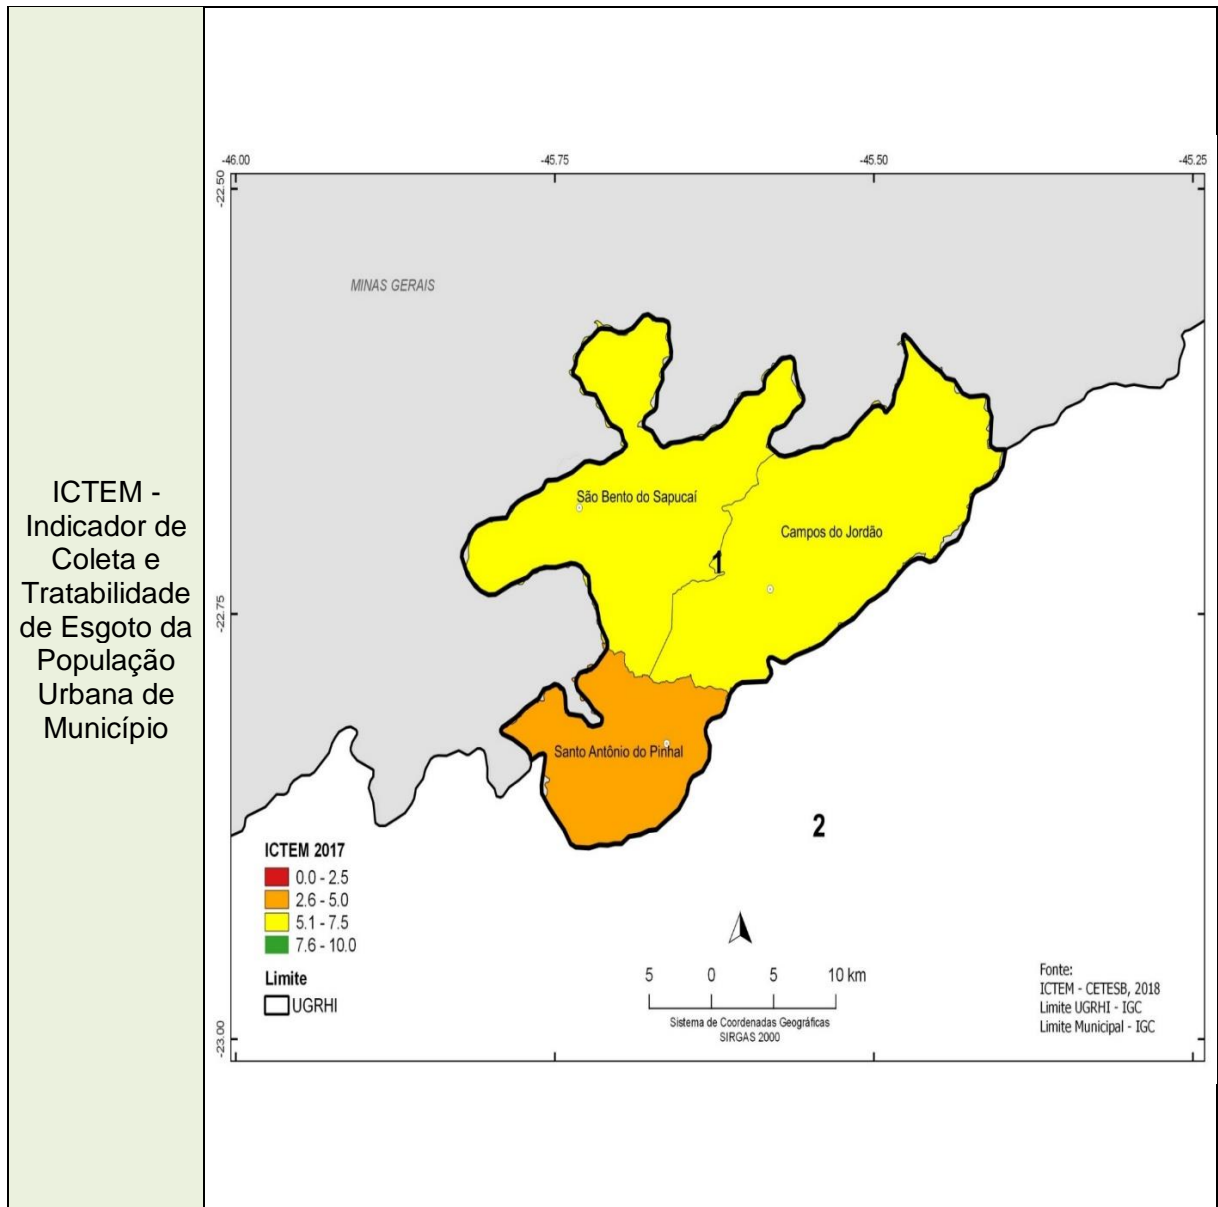 ICTEM -
Indicador de
Coleta e
Tratabilidade
de Esgoto da
População
Urbana de
Município
-46.00
-45.75
-45.50
-45.25
-22.50
MINAS GERAIS
São Bento do Sapucaí
Campos do Jordão
1
-22.75
Santo Antônio do Pinhal
2
ICTEM 2017
0.0 - 2.5
2.6 - 5.0
5.1 - 7.5
7.6 - 10.0
Limite
UGRHI
5 0 5 10 km
Sistema de Coordenadas Geográficas
SIRGAS 2000
Fonte:
ICTEM - CETESB, 2018
Limite UGRHI - IGC
Limite Municipal - IGC
-23.00